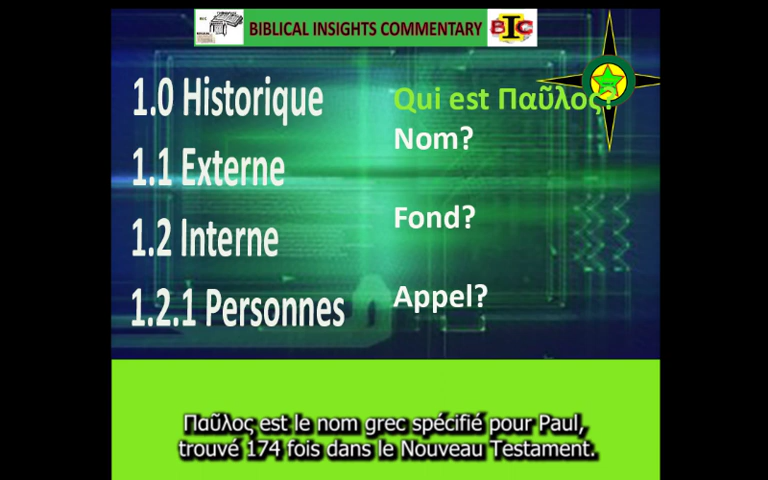 BIBLICAL INSIGHTS COMMENTARY
BIC
1.0 Historique
1.1 Externe
1.2 Interne
1.2.1 Personnes
Qui est Παῦλος?
Nom?
Fond?
Appel?
Παῦλος est le nom grec spécifié pour Paul,
trouvé 174 fois dans le Nouveau Testament.